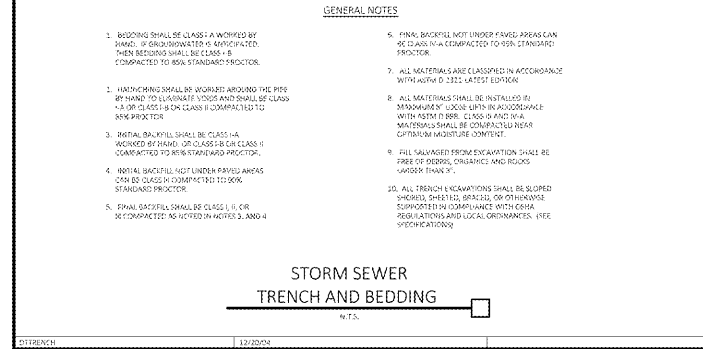 GENERAL NOTES
1. BEDDING SHALL BE CLASS I-A WORKED BY
HAND. IF GROUNDWATER IS ANTICIPATED,
THEN BEDDING SHALL BE CLASS I-B
COMPACTED TO 85% STANDARD PROCTOR.
HAUNCHING SHALL BE WORKED AROUND THE PIPE
BY HAND TO ELIMINATE VOIDS AND SHALL BE CLASS
I-A OR CLASS I-B OR CLASS II COMPACTED TO
85% PROCTOR
3. INITIAL BACKFILL SHALL BE CLASS I-A
WORKED BY HAND, OR CLASS I-B OR CLASS II
COMPACTED TO 85% STANDARD PROCTOR.
4. INITIAL BACKFILL NOT UNDER PAVED AREAS
CAN BE CLASS III COMPACTED TO 90%
STANDARD PROCTOR.
5. FINAL BACKFILL SHALL BE CLASS I, II, OR
III COMPACTED AS NOTED IN NOTES 3, AND 4
6. FINAL BACKFILL NOT UNDER PAVED AREAS CAN
BE CLASS IV-A COMPACTED TO 95% STANDARD
PROCTOR.
7. ALL MATERIALS ARE CLASSIFIED IN ACCORDANCE
WITH ASTM D 2321 LATEST EDITION
8. ALL MATERIALS SHALL BE INSTALLED IN
MAXIMUM 8" LOOSE LIFTS IN ACCORDANCE
WITH ASTM D 698. CLASS III AND IV-A
MATERIALS SHALL BE COMPACTED NEAR
OPTIMUM MOISTURE CONTENT.
9. FILL SALVAGED FROM EXCAVATION SHALL BE
FREE OF DEBRIS, ORGANICS AND ROCKS
LARGER THAN 3".
10. ALL TRENCH EXCAVATIONS SHALL BE SLOPED
SHORED, SHEETED, BRACED, OR OTHERWISE
SUPPORTED IN COMPLIANCE WITH OSHA
REGULATIONS AND LOCAL ORDINANCES. (SEE
SPECIFICATIONS)
STORM SEWER
TRENCH AND BEDDING
N.T.S.
DTTRENCH 12/20/04